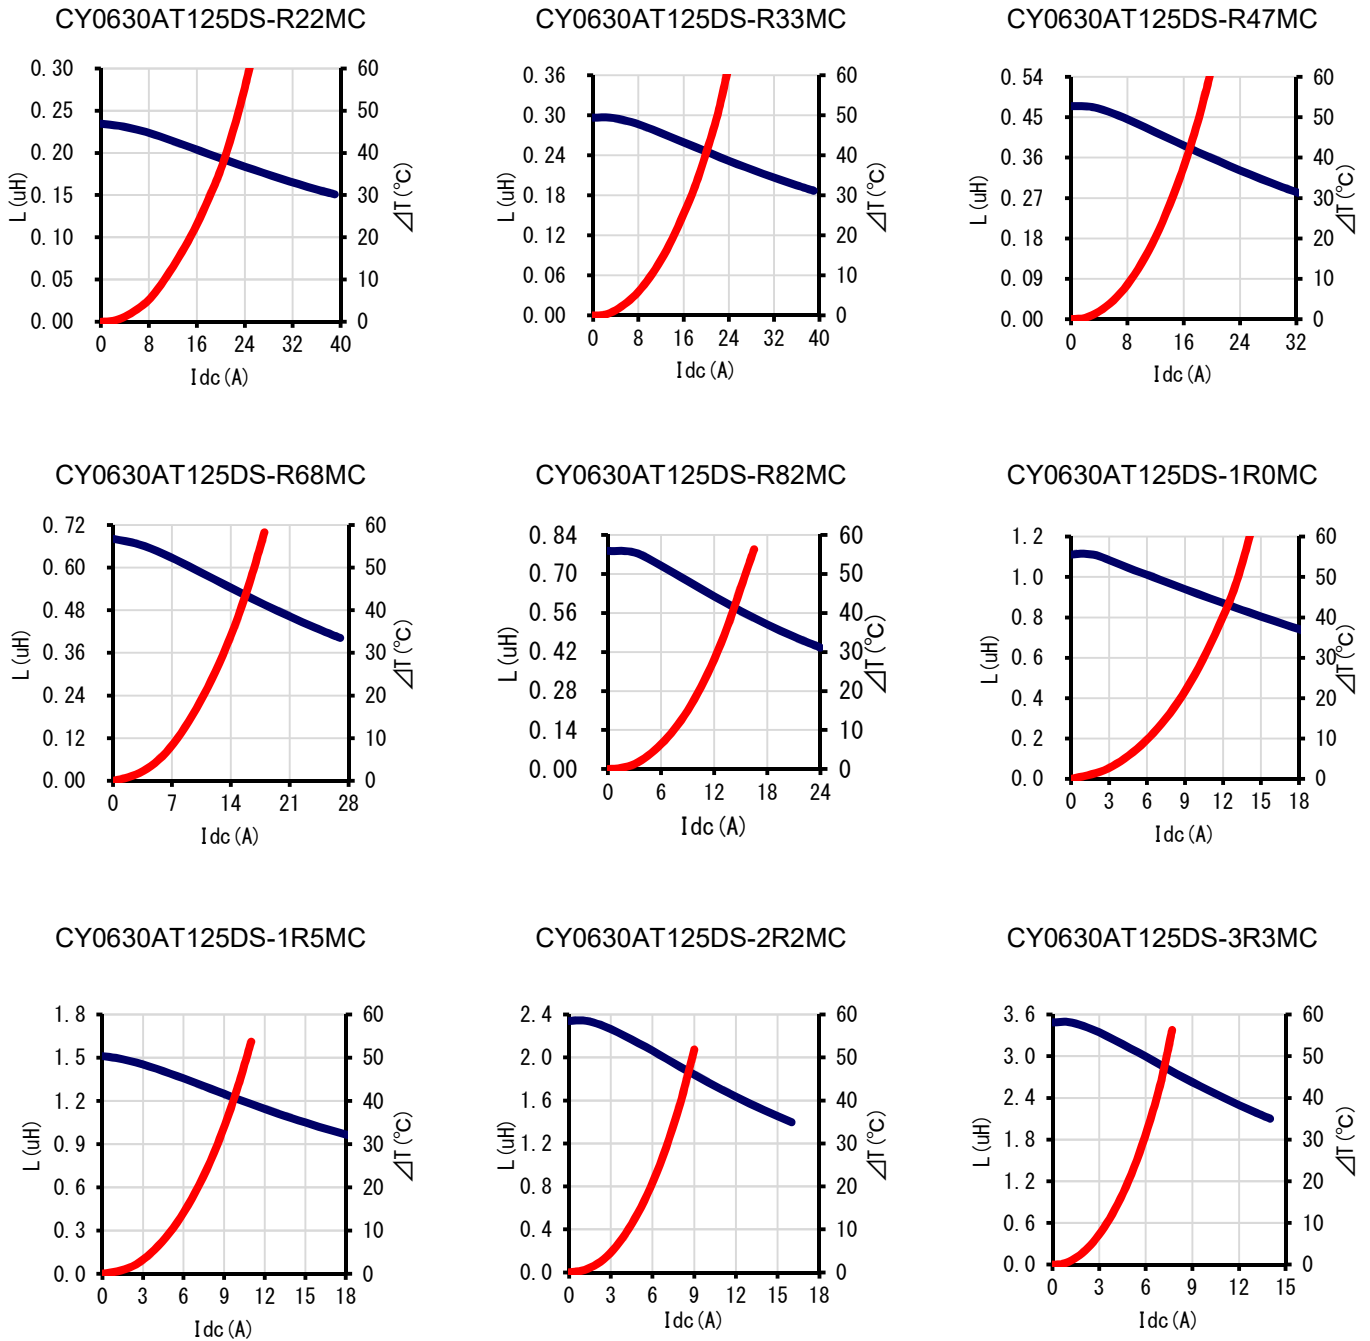 CY0630AT125DS-R22MC
0.30
0.25
0.20
0.15
0.10
0.05
0.00
L(uH)
60
50
40
30
20
10
0
⊿T(℃)
0 8 16 24 32 40
Idc(A)
CY0630AT125DS-R33MC
0.36
0.30
0.24
0.18
0.12
0.06
0.00
L(uH)
60
50
40
30
20
10
0
⊿T(℃)
0 8 16 24 32 40
Idc(A)
CY0630AT125DS-R47MC
0.54
0.45
0.36
0.27
0.18
0.09
0.00
L(uH)
60
50
40
30
20
10
0
⊿T(℃)
0 8 16 24 32
Idc(A)
CY0630AT125DS-R68MC
0.72
0.60
0.48
0.36
0.24
0.12
0.00
L(uH)
60
50
40
30
20
10
0
⊿T(℃)
0 7 14 21 28
Idc(A)
CY0630AT125DS-R82MC
0.84
0.70
0.56
0.42
0.28
0.14
0.00
L(uH)
60
50
40
30
20
10
0
⊿T(℃)
0 6 12 18 24
Idc(A)
CY0630AT125DS-1R0MC
1.2
1.0
0.8
0.6
0.4
0.2
0.0
L(uH)
60
50
40
30
20
10
0
⊿T(℃)
0 3 6 9 12 15 18
Idc(A)
CY0630AT125DS-1R5MC
1.8
1.5
1.2
0.9
0.6
0.3
0.0
L(uH)
60
50
40
30
20
10
0
⊿T(℃)
0 3 6 9 12 15 18
Idc(A)
CY0630AT125DS-2R2MC
2.4
2.0
1.6
1.2
0.8
0.4
0.0
L(uH)
60
50
40
30
20
10
0
⊿T(℃)
0 3 6 9 12 15 18
Idc(A)
CY0630AT125DS-3R3MC
3.6
3.0
2.4
1.8
1.2
0.6
0.0
L(uH)
60
50
40
30
20
10
0
⊿T(℃)
0 3 6 9 12 15
Idc(A)